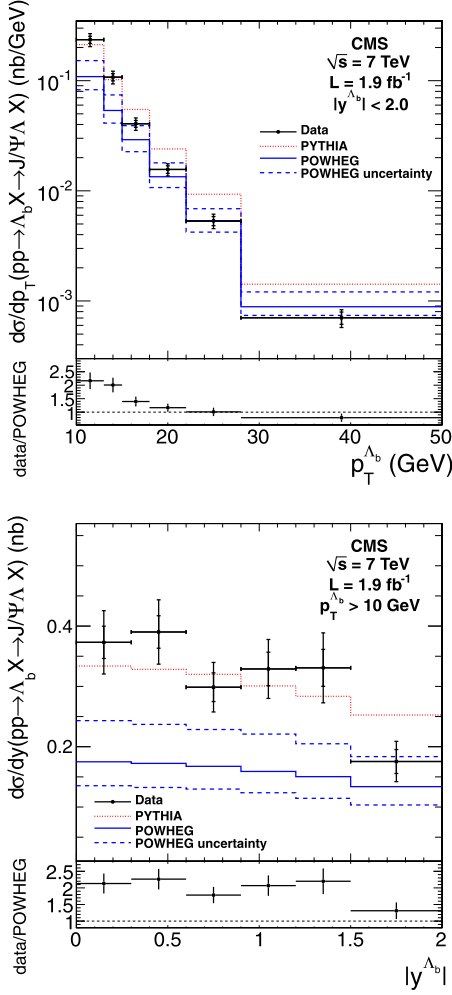 CMS
√s = 7 TeV
L = 1.9 fb⁻¹
|y^Λb| < 2.0
dσ/dp_T(pp→Λ_bX→J/ΨΛ X) (nb/GeV)
10⁻¹
10⁻²
10⁻³
Data
PYTHIA
POWHEG
POWHEG uncertainty
data/POWHEG
2.5
2
1.5
1
10 20 30 40 50
p_T^Λb (GeV)
dσ/dy(pp→Λ_bX→J/ΨΛ X) (nb)
CMS
√s = 7 TeV
L = 1.9 fb⁻¹
p_T^Λb > 10 GeV
0.4
0.2
Data
PYTHIA
POWHEG
POWHEG uncertainty
data/POWHEG
2.5
2
1.5
1
0 0.5 1 1.5 2
|y^Λb|